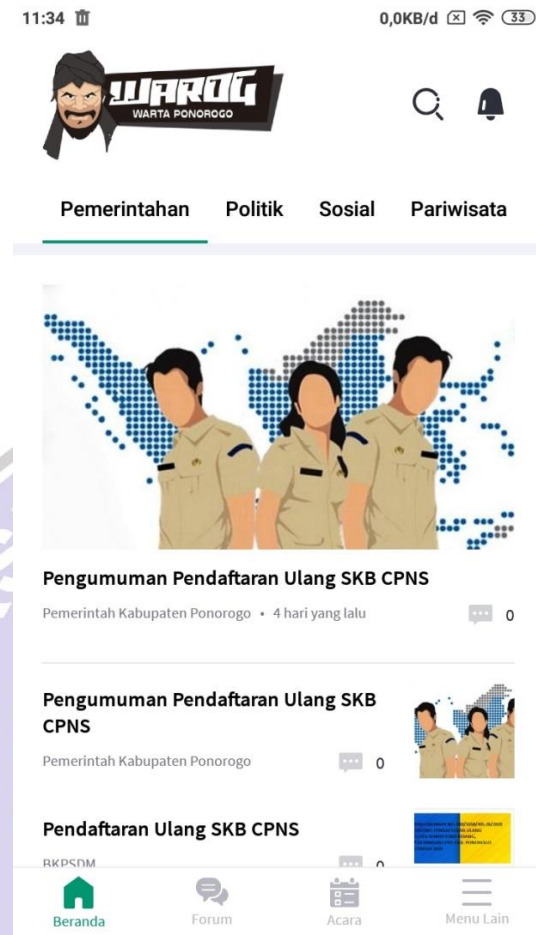 11:34 0,0KB/d 33
WAROG
WARTA PONOROGO
Pemerintahan Politik Sosial Pariwisata
Pengumuman Pendaftaran Ulang SKB CPNS
Pemerintah Kabupaten Ponorogo • 4 hari yang lalu 0
Pengumuman Pendaftaran Ulang SKB
CPNS
Pemerintah Kabupaten Ponorogo 0
Pendaftaran Ulang SKB CPNS
BKPSDM 0
Beranda Forum Acara Menu Lain